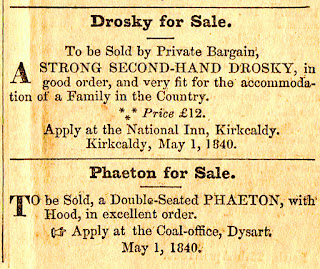 Drosky for Sale.
To be Sold by Private Bargain,
A STRONG SECOND-HAND DROSKY, in
good order, and very fit for the accommoda-
tion of a Family in the Country.
*** Price £12.
Apply at the National Inn, Kirkcaldy.
Kirkcaldy, May 1, 1840.
Phaeton for Sale.
TO be Sold, a Double-Seated PHAETON, with
Hood, in excellent order.
☞ Apply at the Coal-office, Dysart.
May 1, 1840.